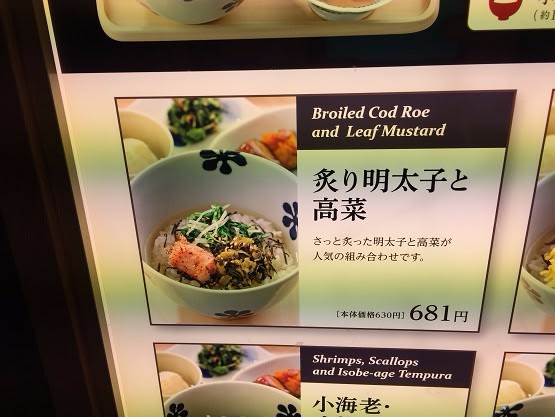 Broiled Cod Roe
and Leaf Mustard
炙り明太子と
高菜
さっと炙った明太子と高菜が
人気の組み合わせです。
[本体価格630円] 681円
Shrimps, Scallops
and Isobe-age Tempura
小海老・